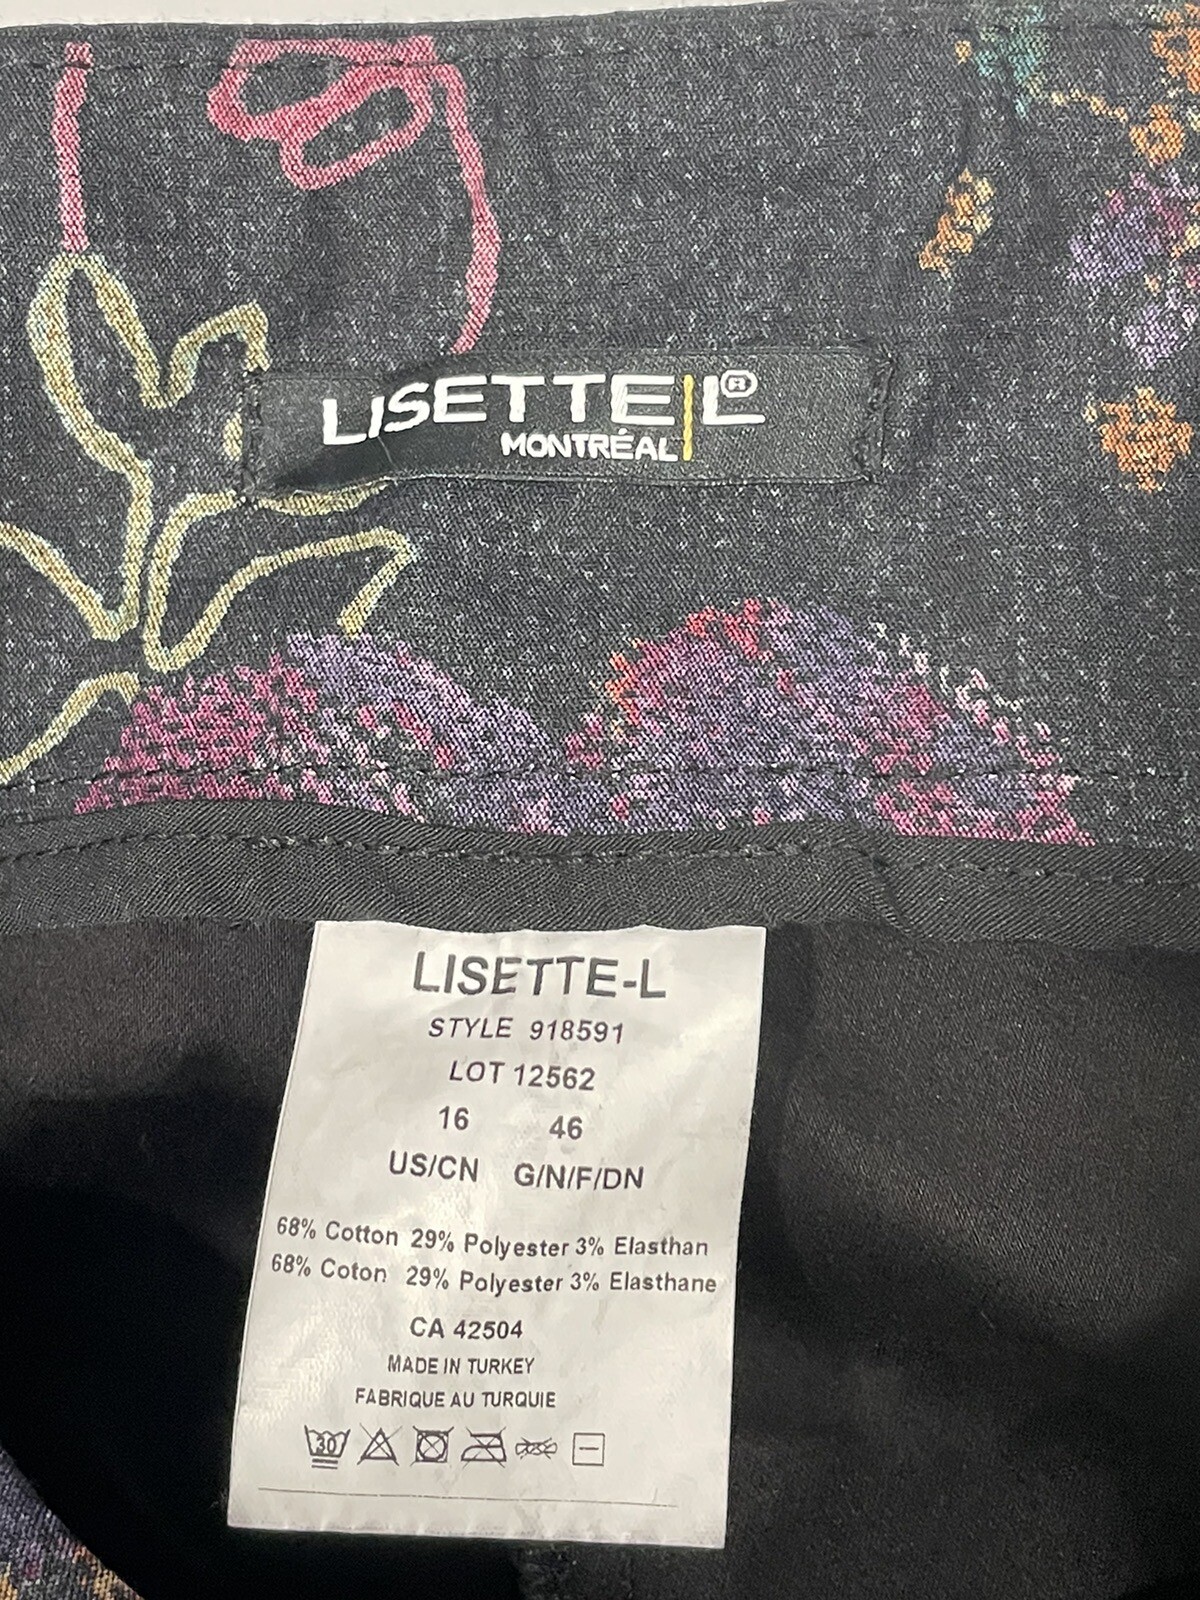 LISETTE|L®
MONTRÉAL
LISETTE-L
STYLE 918591
LOT 12562
16 46
US/CN G/N/F/DN
68% Cotton 29% Polyester 3% Elasthan
68% Coton 29% Polyester 3% Elasthane
CA 42504
MADE IN TURKEY
FABRIQUE AU TURQUIE
30